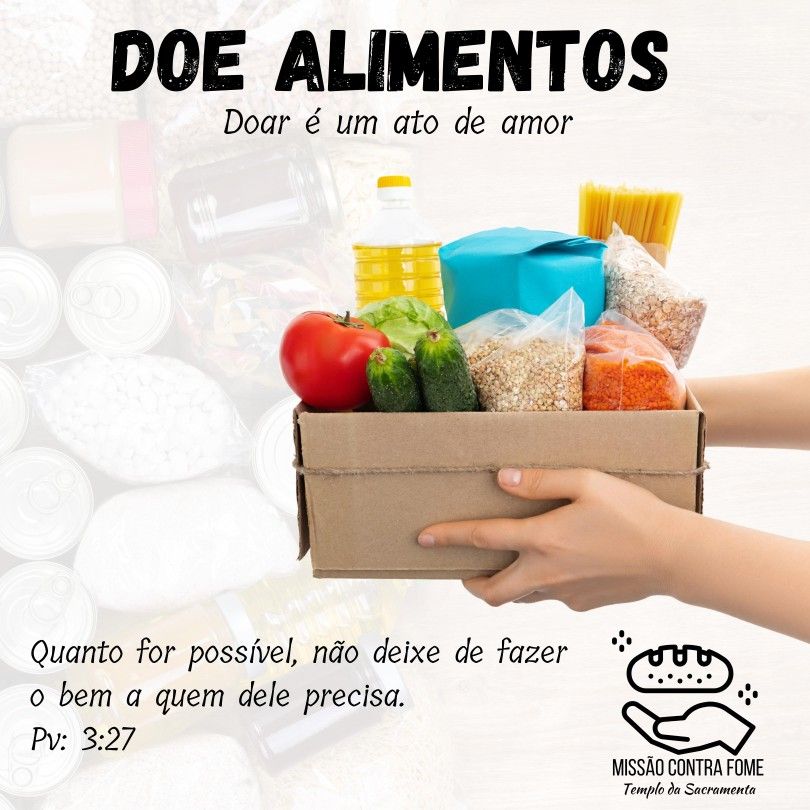 DOE ALIMENTOS
Doar é um ato de amor
Quanto for possível, não deixe de fazer
o bem a quem dele precisa.
Pv: 3:27
MISSÃO CONTRA FOME
Templo da Sacramenta